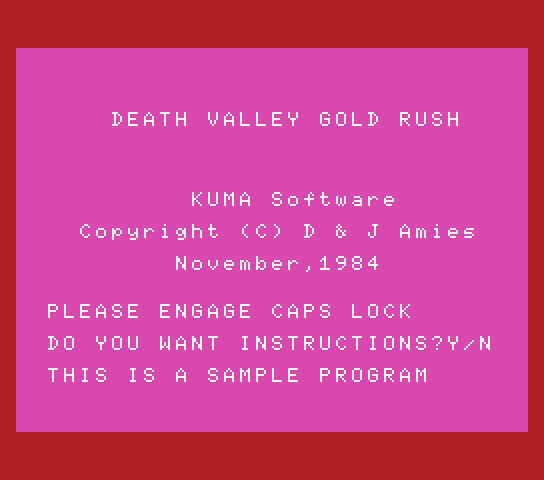 DEATH VALLEY GOLD RUSH
KUMA Software
Copyright (C) D & J Amies
November,1984
PLEASE ENGAGE CAPS LOCK
DO YOU WANT INSTRUCTIONS?Y/N
THIS IS A SAMPLE PROGRAM